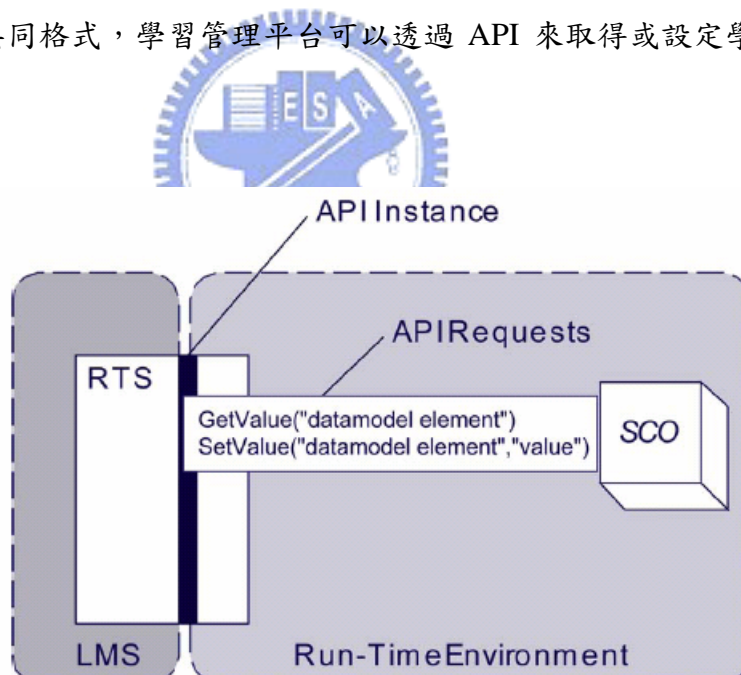 同格式，學習管理平台可以透過 API 來取得或設定學
ESA
API Instance
API Requests
RTS
GetValue("datamodel element")
SetValue("datamodel element","value")
SCO
LMS
Run-Time Environment